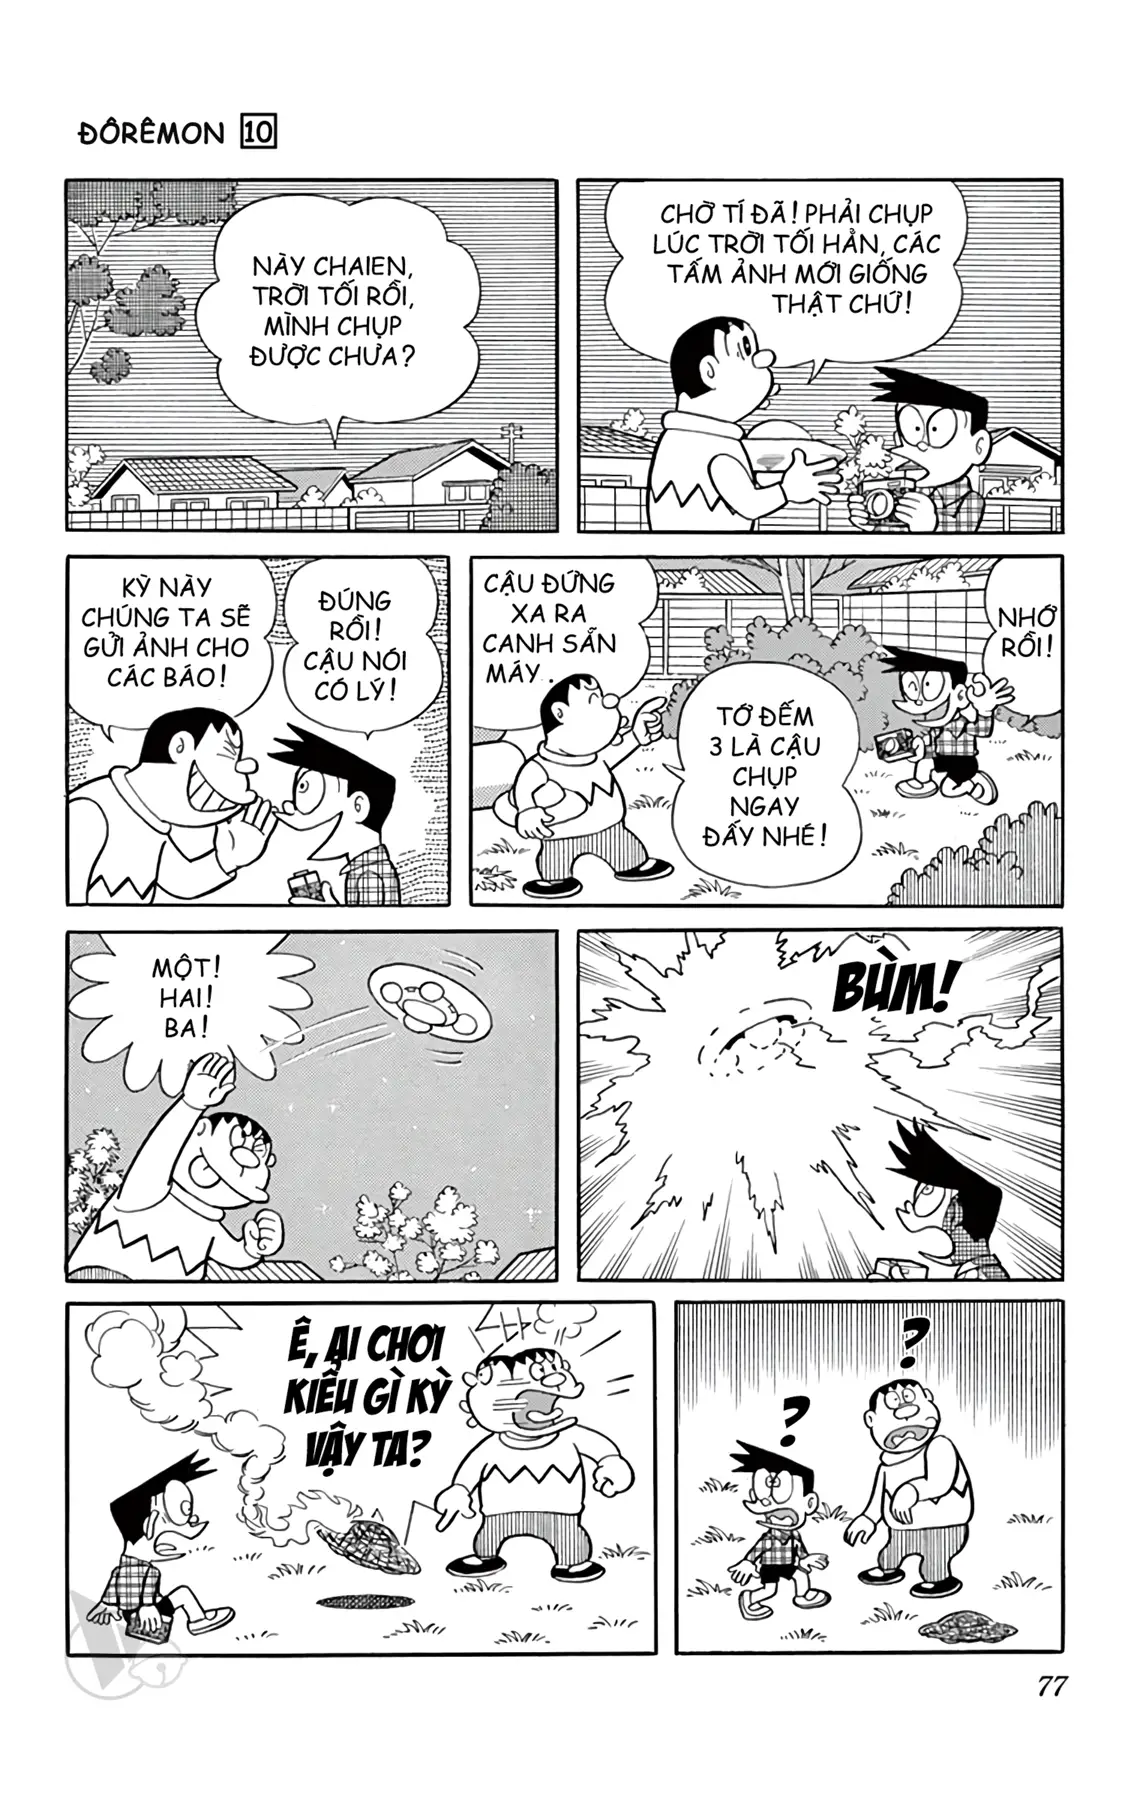 ĐÔRÊMON 10
NÀY CHAIEN,
TRỜI TỐI RỒI,
MÌNH CHỤP
ĐƯỢC CHƯA?
CHỜ TÍ ĐÃ! PHẢI CHỤP
LÚC TRỜI TỐI HẲN, CÁC
TẤM ẢNH MỚI GIỐNG
THẬT CHỨ!
KỲ NÀY
CHÚNG TA SẼ
GỬI ẢNH CHO
CÁC BÁO!
ĐÚNG
RỒI!
CẬU NÓI
CÓ LÝ!
CẬU ĐỨNG
XA RA
CANH SẴN
MÁY.
TỚ ĐẾM
3 LÀ CẬU
CHỤP
NGAY
ĐẤY NHÉ!
NHỚ
RỒI!
MỘT!
HAI!
BA!
BÙM!
Ê, AI CHƠI
KIỂU GÌ KỲ
VẬY TA?
?
?
77